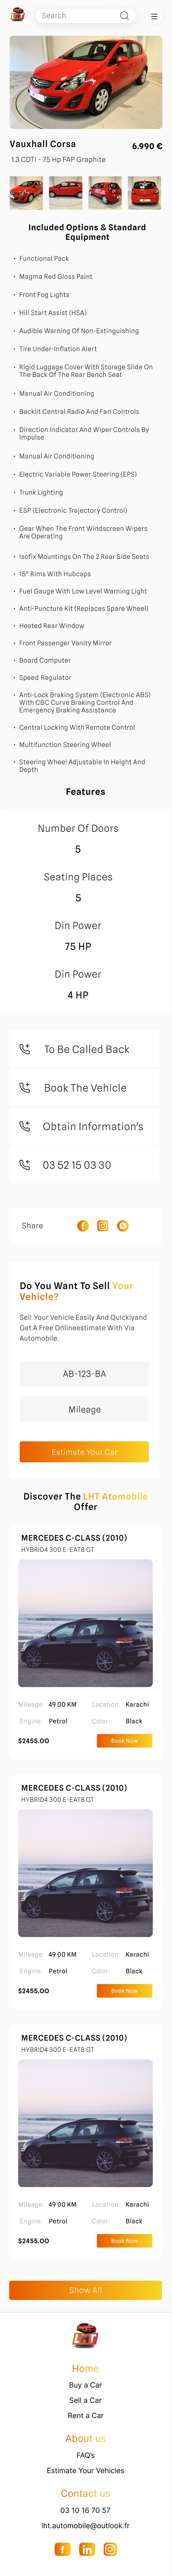 Search
Vauxhall Corsa
6.990 €
1.3 CDTI - 75 Hp FAP Graphite
Included Options & Standard
Equipment
• Functional Pack
• Magma Red Gloss Paint
• Front Fog Lights
• Hill Start Assist (HSA)
• Audible Warning Of Non-Extinguishing
• Tire Under-Inflation Alert
• Rigid Luggage Cover With Storage Slide On
The Back Of The Rear Bench Seat
• Manual Air Conditioning
• Backlit Central Radio And Fan Controls
• Direction Indicator And Wiper Controls By
Impulse
• Manual Air Conditioning
• Electric Variable Power Steering (EPS)
• Trunk Lighting
• ESP (Electronic Trajectory Control)
• Gear When The Front Windscreen Wipers
Are Operating
• Isofix Mountings On The 2 Rear Side Seats
• 15" Rims With Hubcaps
• Fuel Gauge With Low Level Warning Light
• Anti-Puncture Kit (Replaces Spare Wheel)
• Heated Rear Window
• Front Passenger Vanity Mirror
• Board Computer
• Speed Regulator
• Anti-Lock Braking System (Electronic ABS)
With CBC Curve Braking Control And
Emergency Braking Assistance
• Central Locking With Remote Control
• Multifunction Steering Wheel
• Steering Wheel Adjustable In Height And
Depth
Features
Number Of Doors
5
Seating Places
5
Din Power
75 HP
Din Power
4 HP
To Be Called Back
Book The Vehicle
Obtain Information's
03 52 15 03 30
Share
Do You Want To Sell Your
Vehicle?
Sell Your Vehicle Easily And Quicklyand
Get A Free Onlineestimate With Via
Automobile.
AB-123-BA
Mileage
Estimate Your Car
Discover The LHT Atomobile
Offer
MERCEDES C-CLASS (2010)
HYBRID4 300 E-EAT8 GT
Mileage: 49 00 KM Location: Karachi
Engine: Petrol Color: Black
$2455.00 Book Now
MERCEDES C-CLASS (2010)
HYBRID4 300 E-EAT8 GT
Mileage: 49 00 KM Location: Karachi
Engine: Petrol Color: Black
$2455.00 Book Now
MERCEDES C-CLASS (2010)
HYBRID4 300 E-EAT8 GT
Mileage: 49 00 KM Location: Karachi
Engine: Petrol Color: Black
$2455.00 Book Now
Show All
LHT
Home
Buy a Car
Sell a Car
Rent a Car
About us
FAQ's
Estimate Your Vehicles
Contact us
03 10 16 70 57
lht.automobile@outlook.fr